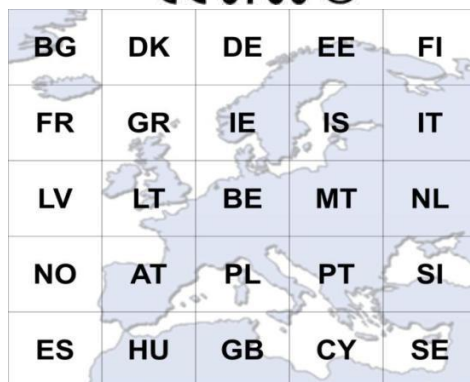 BG DK DE EE FI
FR GR IE IS IT
LV LT BE MT NL
NO AT PL PT SI
ES HU GB CY SE